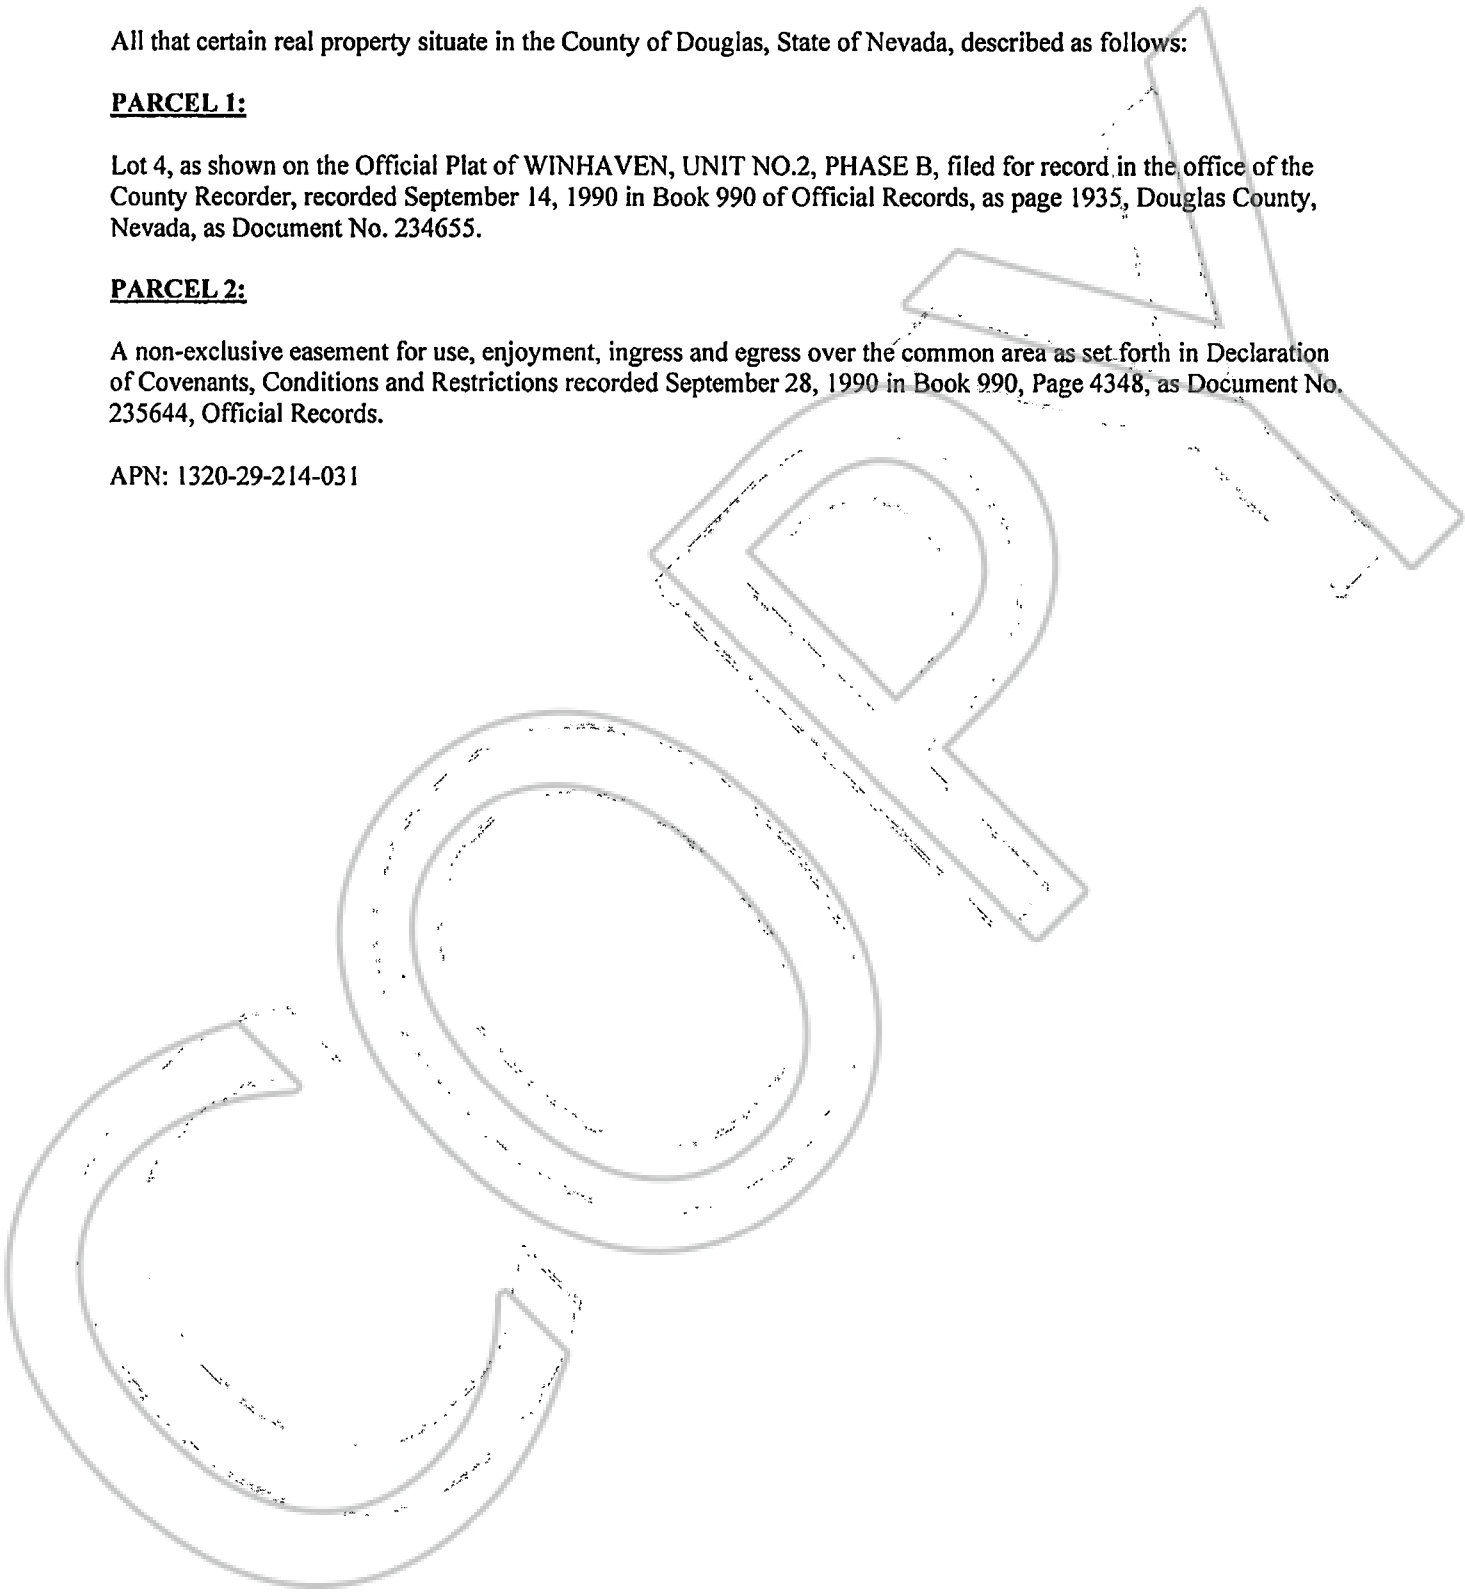 All that certain real property situate in the County of Douglas, State of Nevada, described as follows:
PARCEL 1:
Lot 4, as shown on the Official Plat of WINHAVEN, UNIT NO.2, PHASE B, filed for record in the office of the
County Recorder, recorded September 14, 1990 in Book 990 of Official Records, as page 1935, Douglas County,
Nevada, as Document No. 234655.
PARCEL 2:
A non-exclusive easement for use, enjoyment, ingress and egress over the common area as set forth in Declaration
of Covenants, Conditions and Restrictions recorded September 28, 1990 in Book 990, Page 4348, as Document No.
235644, Official Records.
APN: 1320-29-214-031
COPY